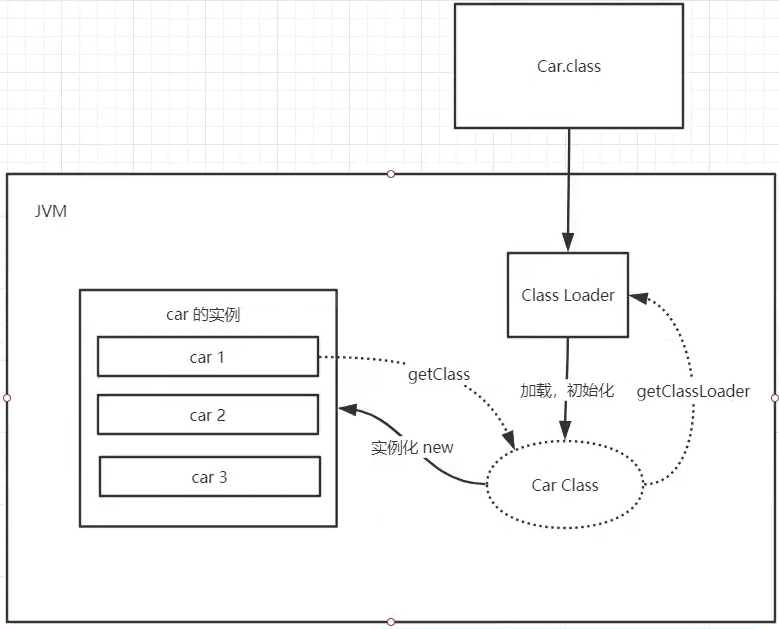 Car.class
JVM
Class Loader
car 的实例
car 1
getClass
加载，初始化
getClassLoader
car 2
实例化 new
car 3
Car Class